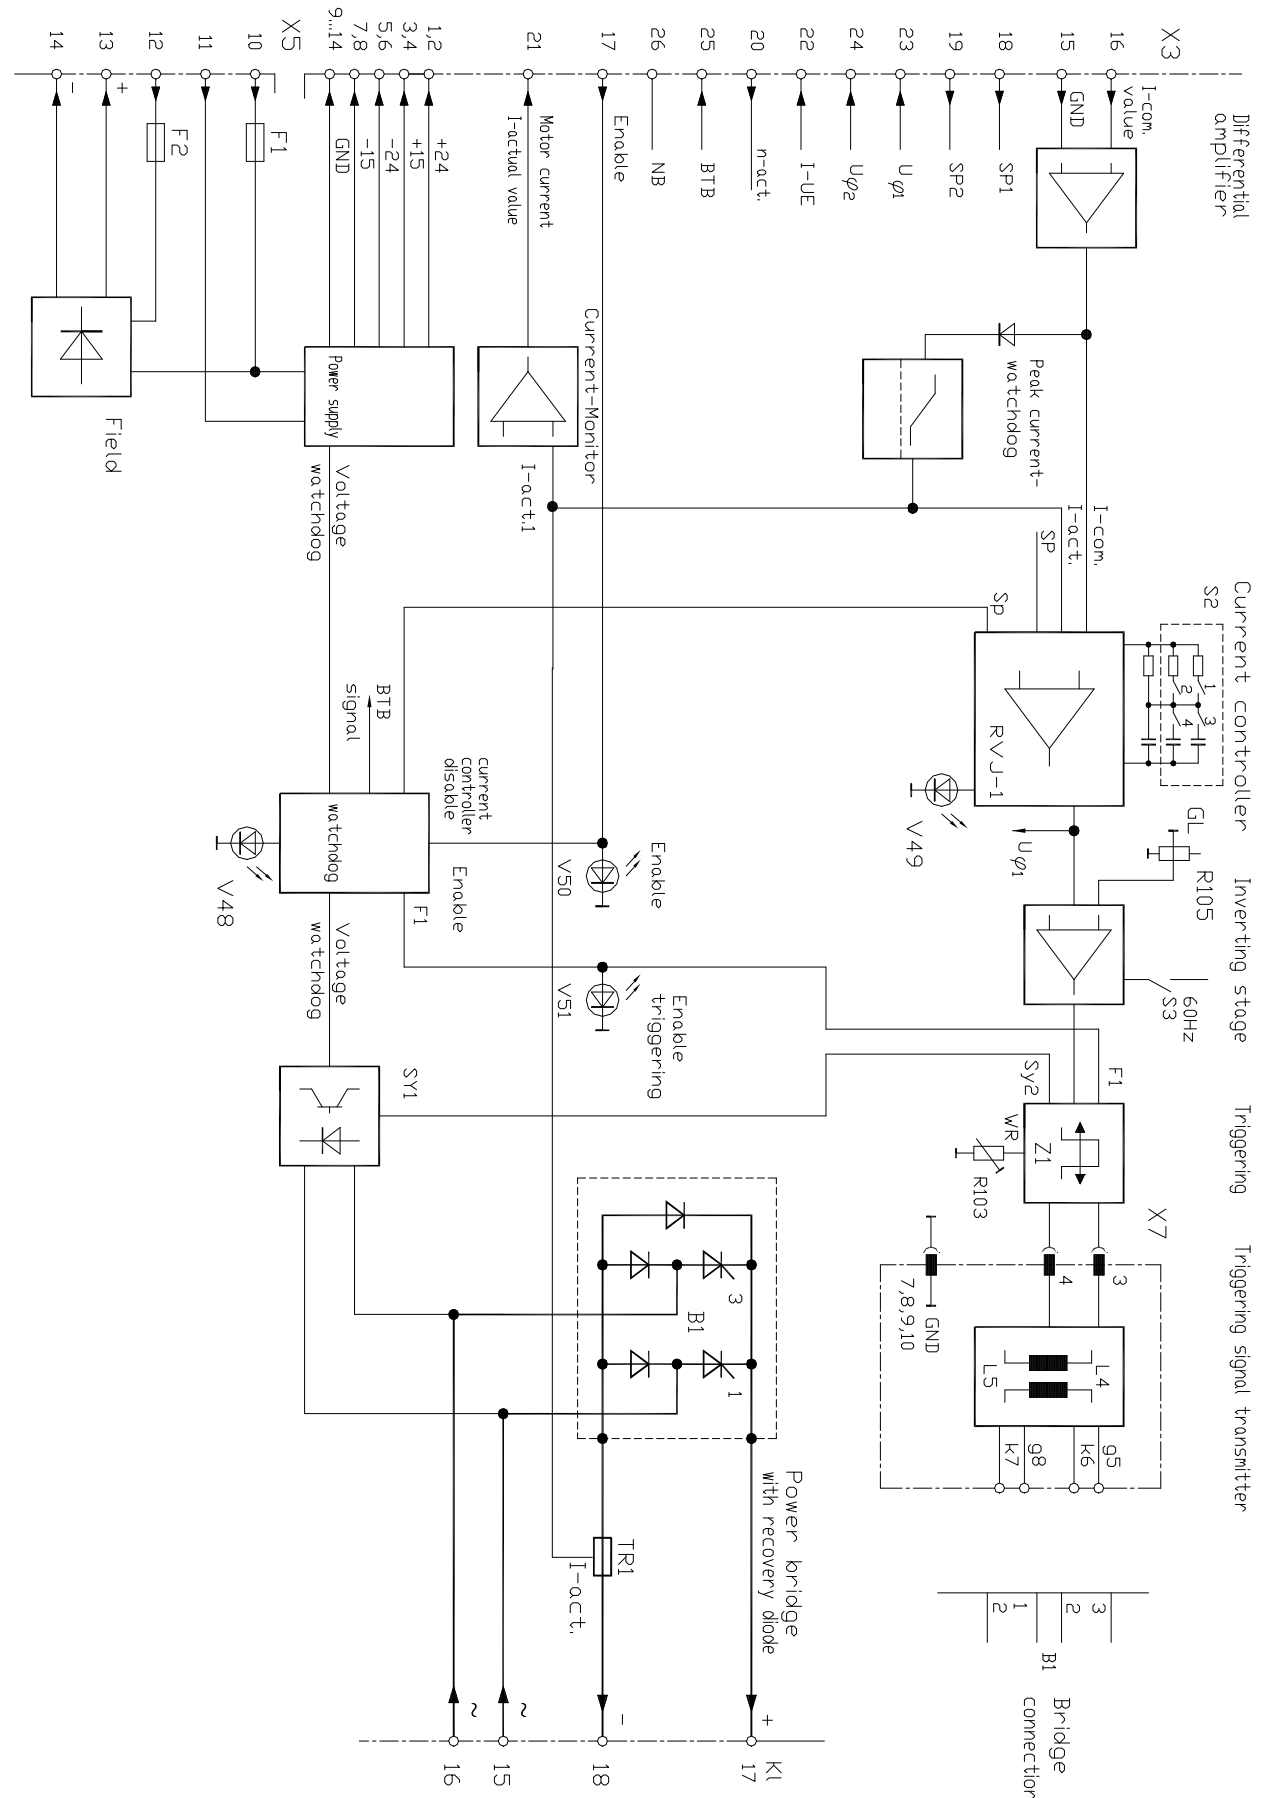 Differential
amplifier
Current controller
Inverting stage
Triggering
Triggering signal transmitter
X3
16
15
18
19
23
24
22
20
25
26
17
21
1,2
3,4
5,6
7,8
9...14
X5
10
11
12
13
14
I-com.
value
GND
SP1
SP2
Uφ1
Uφ2
I-UE
n-act.
BTB
NB
Enable
Motor current
I-actual value
+24
+15
-24
-15
GND
F1
F2
+
-
Peak current-
watchdog
Current-Monitor
I-act.1
Power supply
Field
Voltage
watchdog
I-com.
I-act.
SP
Sp
S2
1
2
3
4
RVJ-1
V49
Uφ1
GL
R105
60Hz
S3
BTB
signal
current
controller
disable
watchdog
V48
Enable
F1
Enable
V50
Enable
triggering
V51
Voltage
watchdog
SY1
F1
Sy2
WR
Z1
R103
X7
3
4
GND
7,8,9,10
L4
L5
g5
k6
g8
k7
B1
3
1
Power bridge
with recovery diode
TR1
I-act.
3
2
1
2
B1
Bridge
connection
+
-
~
~
Kl
17
18
15
16